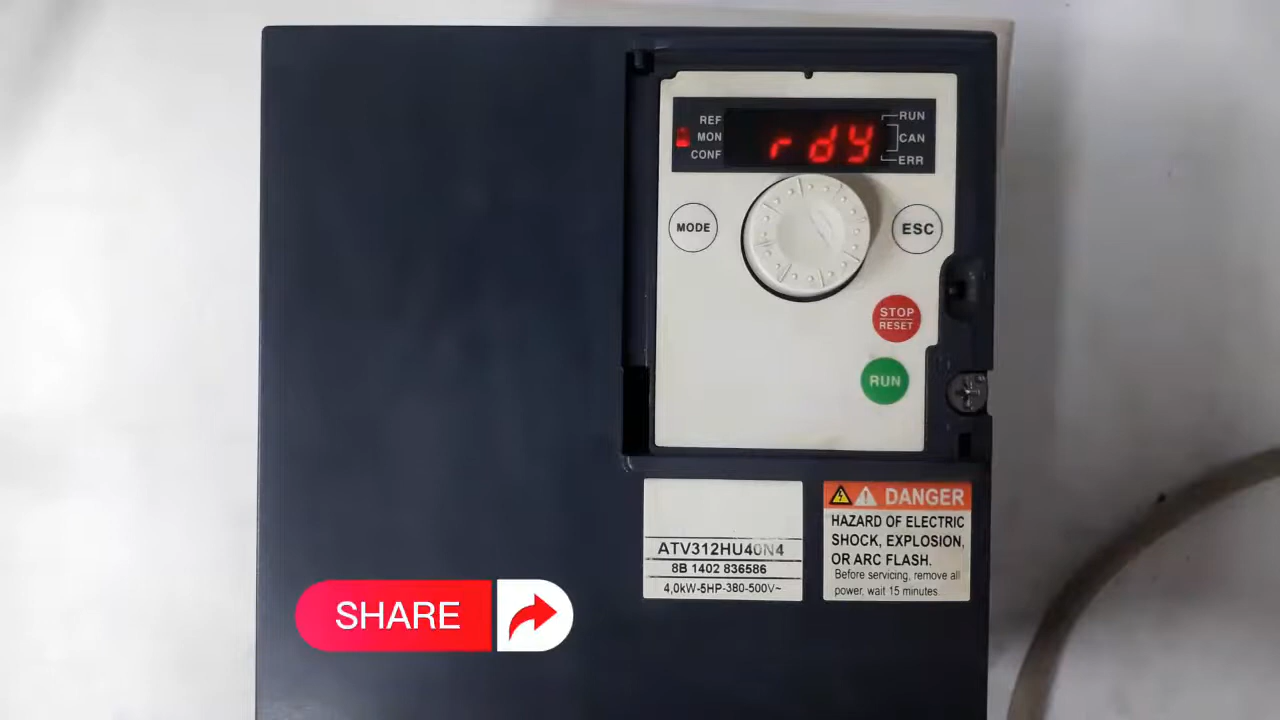 REF
MON
CONF
rdy
RUN
CAN
ERR
MODE
ESC
STOP
RESET
RUN
ATV312HU40N4
8B 1402 836586
4,0kW-5HP-380-500V~
DANGER
HAZARD OF ELECTRIC
SHOCK, EXPLOSION,
OR ARC FLASH.
Before servicing, remove all
power, wait 15 minutes.
SHARE